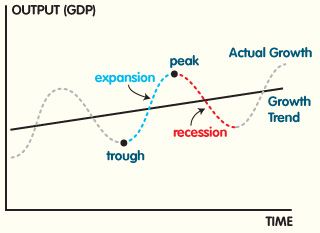 OUTPUT (GDP)
peak
Actual Growth
expansion
Growth
Trend
recession
trough
TIME